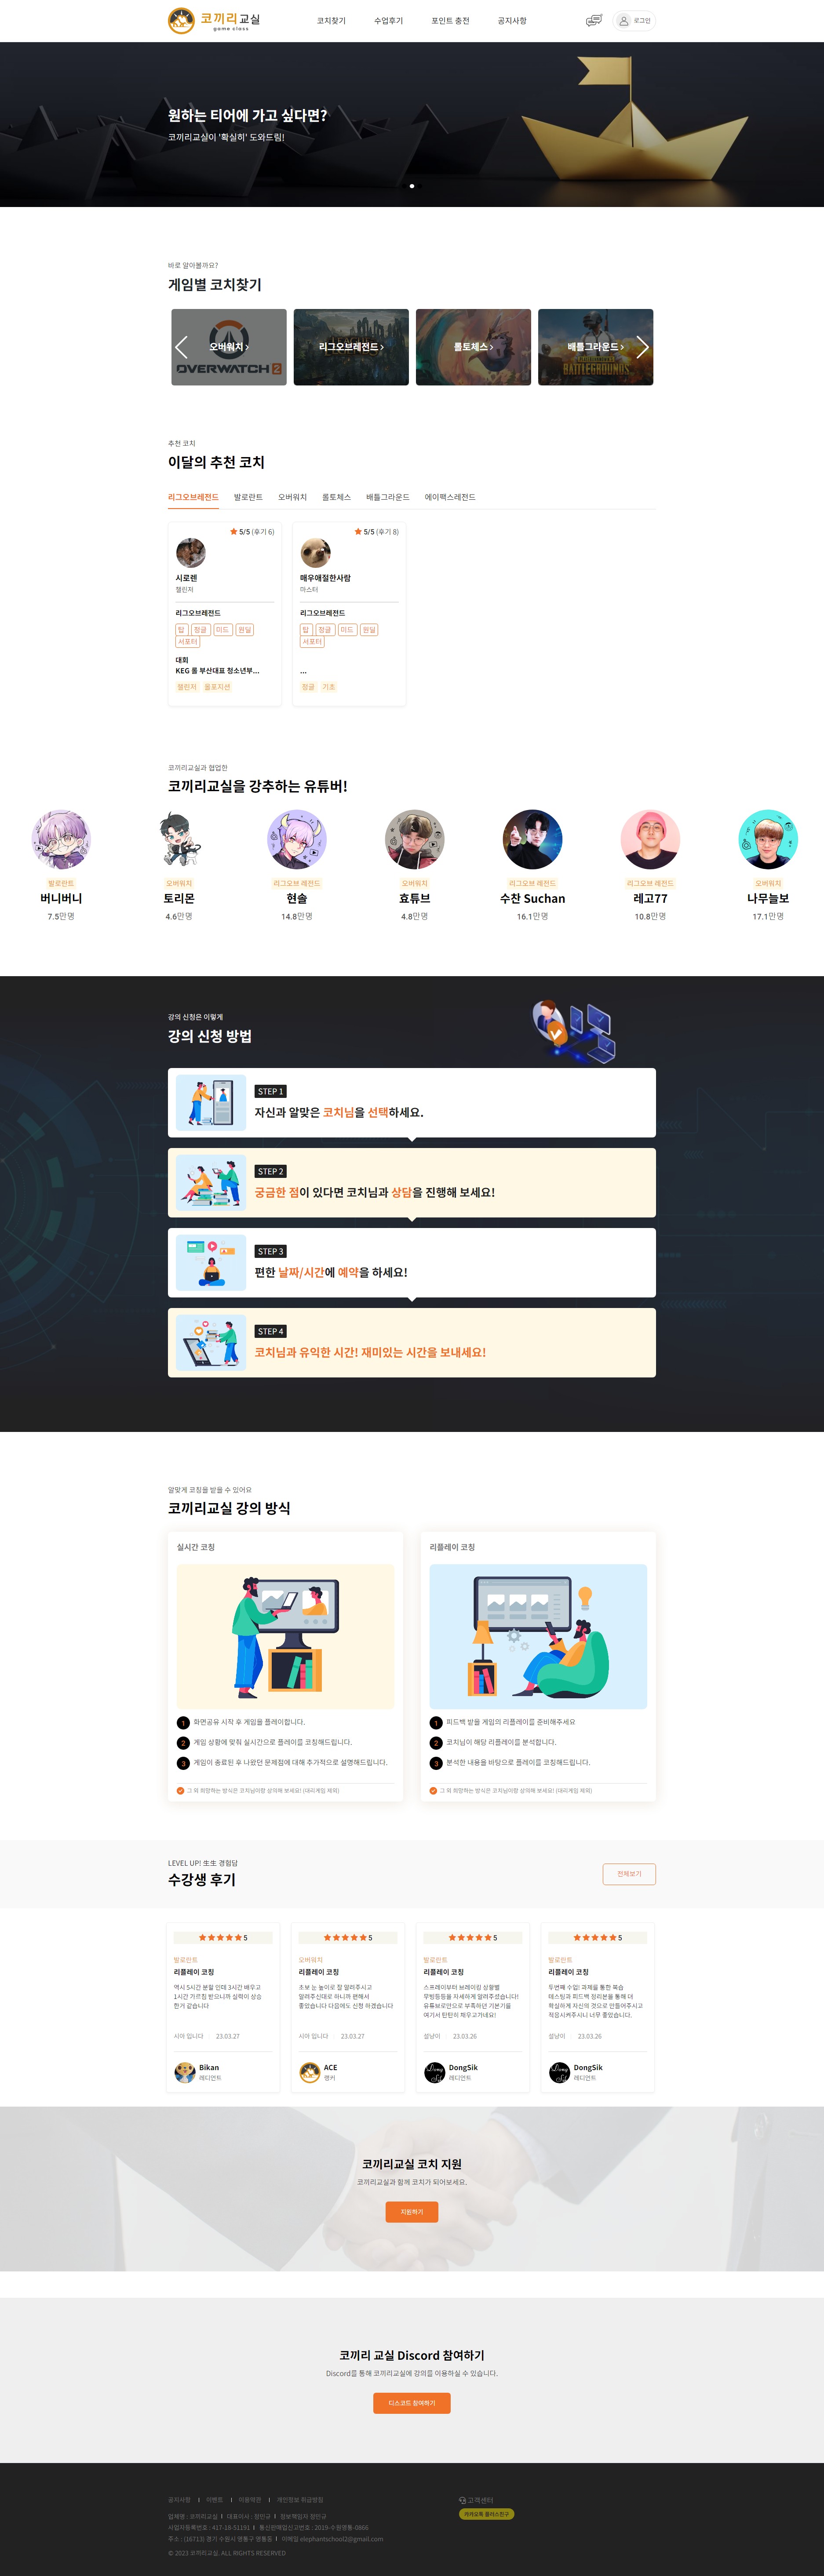 코끼리교실
game class
코치찾기 수업후기 포인트 충전 공지사항
로그인
원하는 티어에 가고 싶다면?
코끼리교실이 '확실히' 도와드림!
바로 알아볼까요?
게임별 코치찾기
오버워치 >
리그오브레전드 >
롤토체스 >
배틀그라운드 >
OVERWATCH 2
BATTLEGROUNDS
추천 코치
이달의 추천 코치
리그오브레전드 발로란트 오버워치 롤토체스 배틀그라운드 에이펙스레전드
5/5 (후기 6)
시로렌
챌린저
리그오브레전드
탑 정글 미드 원딜
서포터
대회
KEG 롤 부산대표 청소년부...
챌린저 올포지션
5/5 (후기 8)
매우애절한사람
마스터
리그오브레전드
탑 정글 미드 원딜
서포터
...
정글 기초
코끼리교실과 협업한
코끼리교실을 강추하는 유튜버!
발로란트
버니버니
7.5만명
오버워치
토리몬
4.6만명
리그오브 레전드
현솔
14.8만명
오버워치
효튜브
4.8만명
리그오브 레전드
수찬 Suchan
16.1만명
리그오브 레전드
레고77
10.8만명
오버워치
나무늘보
17.1만명
강의 신청은 이렇게
강의 신청 방법
STEP 1
자신과 알맞은 코치님을 선택하세요.
STEP 2
궁금한 점이 있다면 코치님과 상담을 진행해 보세요!
STEP 3
편한 날짜/시간에 예약을 하세요!
STEP 4
코치님과 유익한 시간! 재미있는 시간을 보내세요!
알맞게 코칭을 받을 수 있어요
코끼리교실 강의 방식
실시간 코칭
1 화면공유 시작 후 게임을 플레이합니다.
2 게임 상황에 맞춰 실시간으로 플레이를 코칭해드립니다.
3 게임이 종료된 후 나왔던 문제점에 대해 추가적으로 설명해드립니다.
그 외 희망하는 방식은 코치님이랑 상의해 보세요! (대리게임 제외)
리플레이 코칭
1 피드백 받을 게임의 리플레이를 준비해주세요
2 코치님이 해당 리플레이를 분석합니다.
3 분석한 내용을 바탕으로 플레이를 코칭해드립니다.
그 외 희망하는 방식은 코치님이랑 상의해 보세요! (대리게임 제외)
LEVEL UP! 生生 경험담
수강생 후기
전체보기
5
발로란트
리플레이 코칭
역시 5시간 분할 인데 3시간 배우고
1시간 가르침 받으니까 실력이 상승
한거 같습니다
시아 입니다 23.03.27
Bikan
레디언트
5
오버워치
리플레이 코칭
초보 눈 높이로 잘 알려주시고
알려주신대로 하니까 편해서
좋았습니다 다음에도 신청 하겠습니다
시아 입니다 23.03.27
ACE
랭커
5
발로란트
리플레이 코칭
스프레이부터 브레이킹 상황별
무빙등등을 자세하게 알려주셨습니다!
유튜브로만으로 부족하던 기본기를
여기서 탄탄히 채우고가네요!
설냥이 23.03.26
DongSik
레디언트
5
발로란트
리플레이 코칭
두번째 수업! 과제를 통한 복습
테스팅과 피드백 정리본을 통해 더
확실하게 자신의 것으로 만들어주시고
적응시켜주시니 너무 좋았습니다.
설냥이 23.03.26
DongSik
레디언트
코끼리교실 코치 지원
코끼리교실과 함께 코치가 되어보세요.
지원하기
코끼리 교실 Discord 참여하기
Discord를 통해 코끼리교실에 강의를 이용하실 수 있습니다.
디스코드 참여하기
공지사항 이벤트 이용약관 개인정보 취급방침
업체명 : 코끼리교실 대표이사 : 장민규 정보책임자 장민규
사업자등록번호 : 417-18-51191 통신판매업신고번호 : 2019-수원영통-0866
주소 : (16713) 경기 수원시 영통구 영통동 이메일 elephantschool2@gmail.com
© 2023 코끼리교실. ALL RIGHTS RESERVED
고객센터
카카오톡 플러스친구